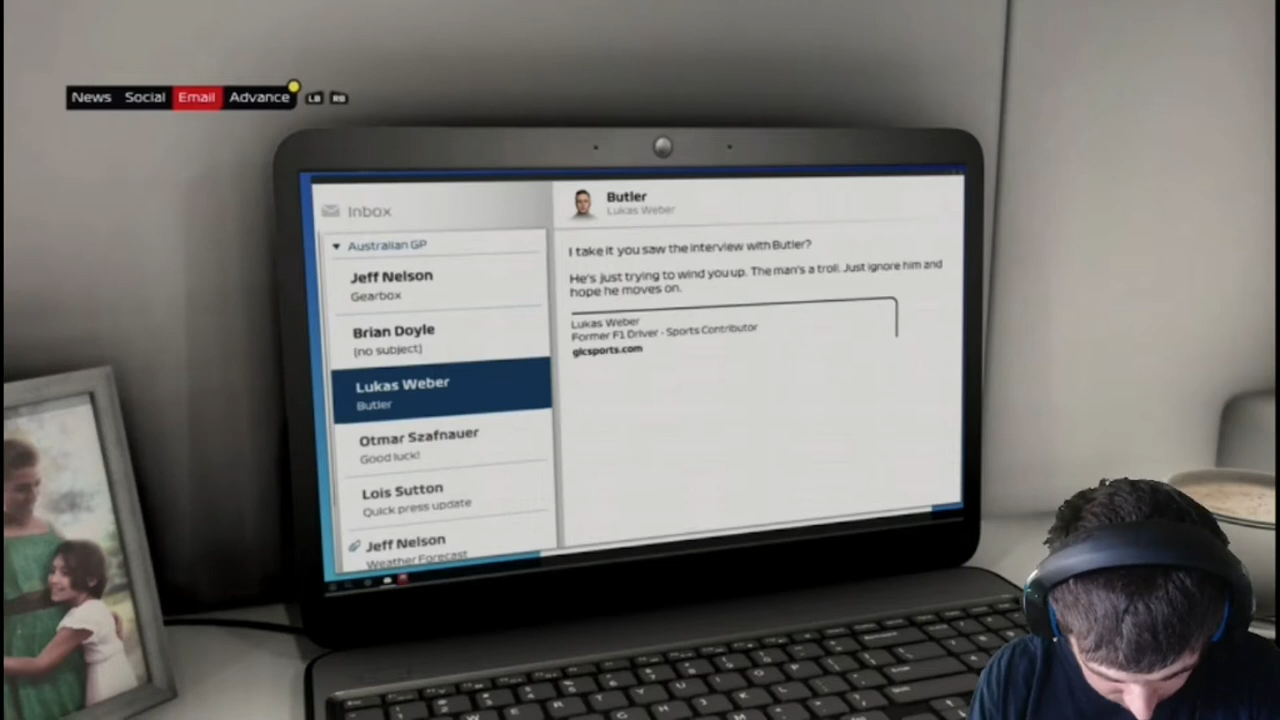 News Social Email Advance LB RB
Inbox
Australian GP
Jeff Nelson
Gearbox
Brian Doyle
(no subject)
Lukas Weber
Butler
Otmar Szafnauer
Good luck!
Lois Sutton
Quick press update
Jeff Nelson
Weather Forecast
Butler
Lukas Weber
I take it you saw the interview with Butler?
He's just trying to wind you up. The man's a troll. Just ignore him and
hope he moves on.
Lukas Weber
Former F1 Driver - Sports Contributor
glcsports.com